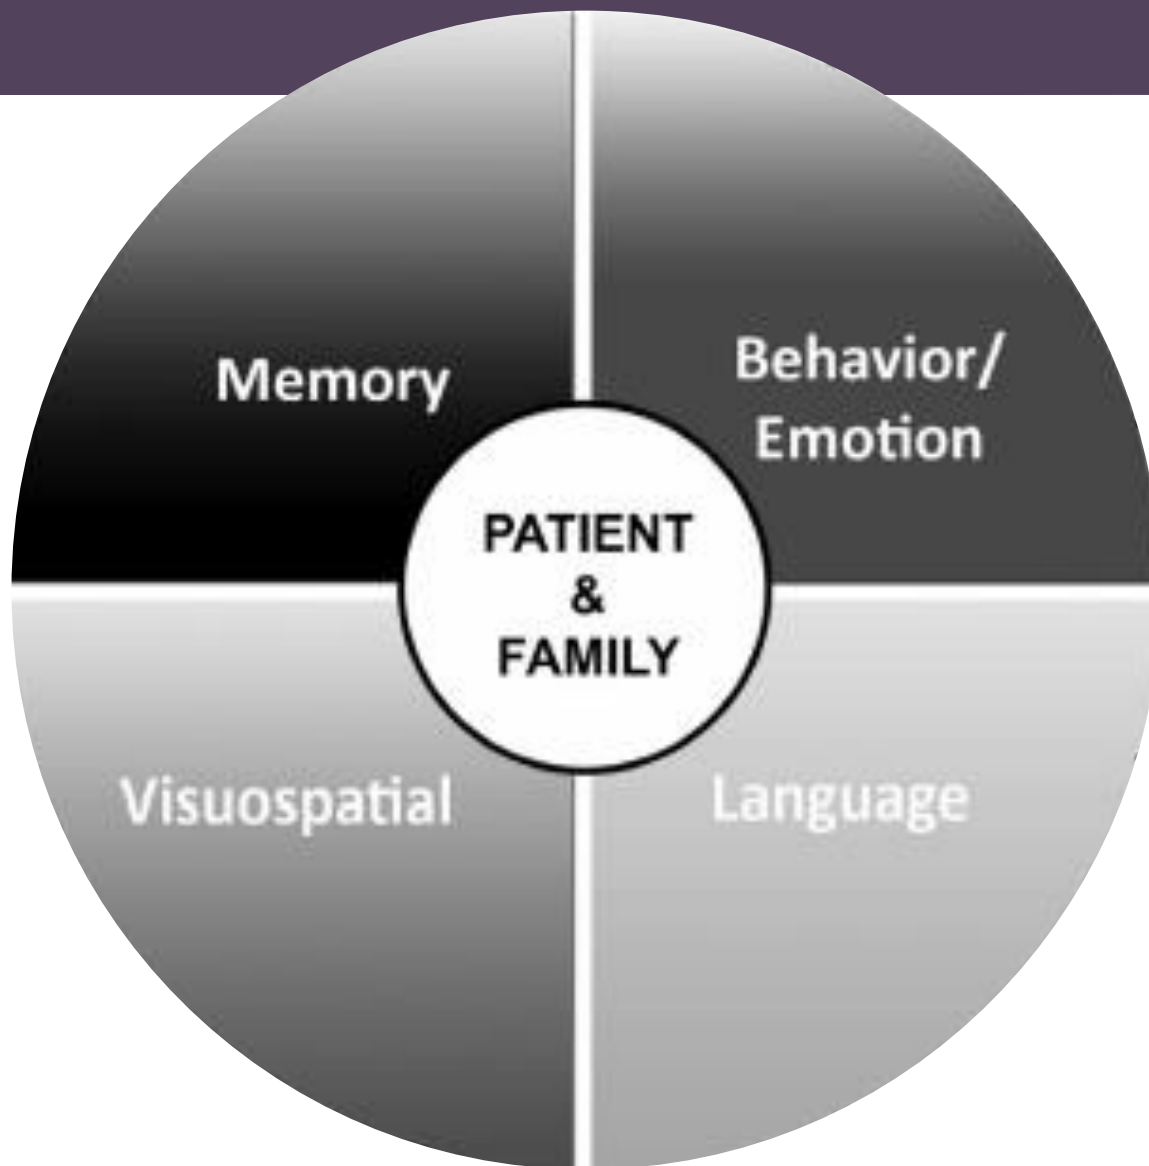 Memory
Behavior/
Emotion
PATIENT
&
FAMILY
Visuospatial
Language